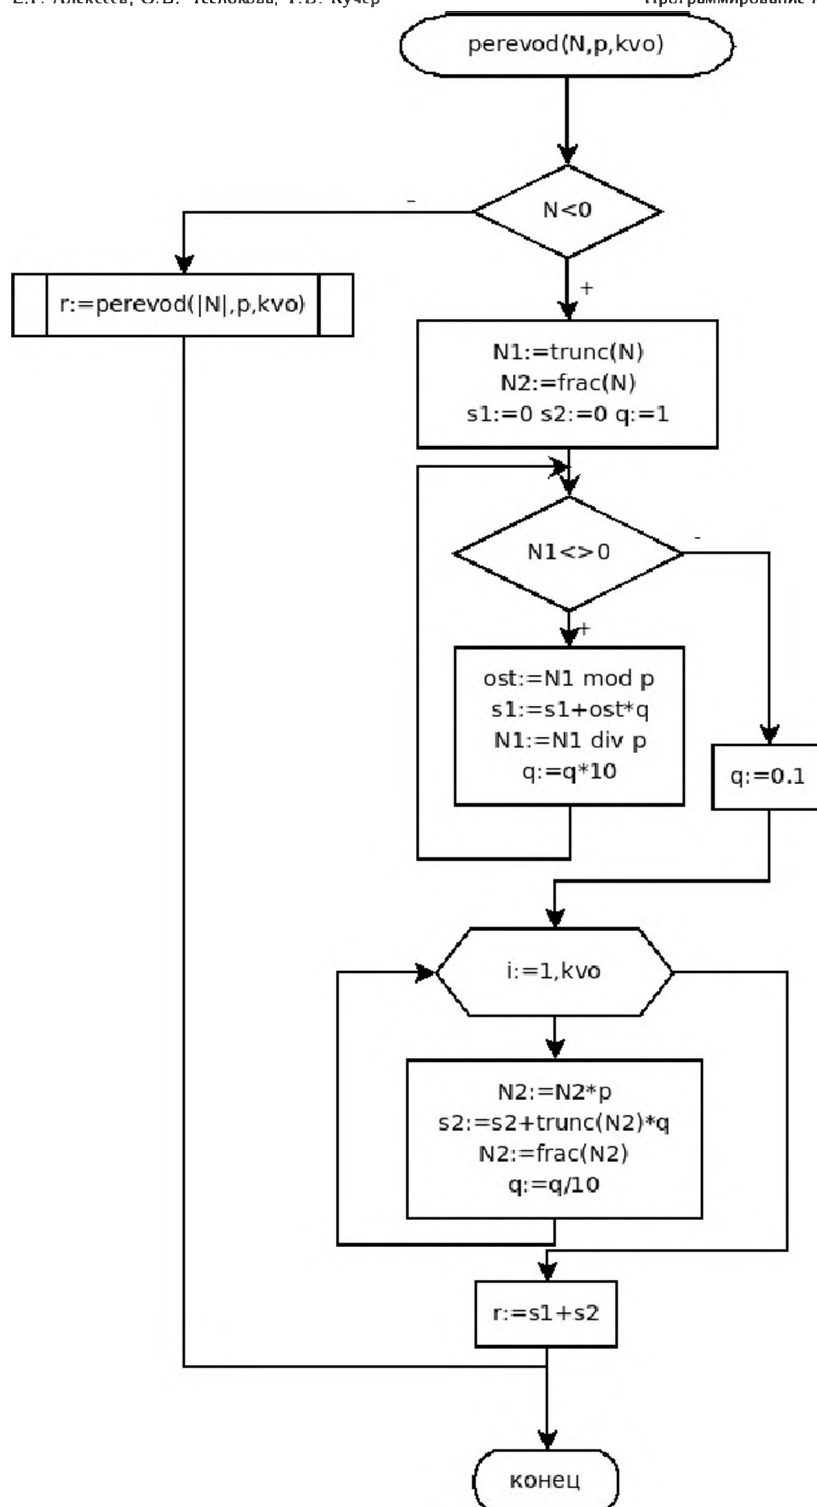 perevod(N,p,kvo)
N<0
-
r:=perevod(|N|,p,kvo)
+
N1:=trunc(N)
N2:=frac(N)
s1:=0 s2:=0 q:=1
N1<>0
-
+
ost:=N1 mod p
s1:=s1+ost*q
N1:=N1 div p
q:=q*10
q:=0.1
i:=1,kvo
N2:=N2*p
s2:=s2+trunc(N2)*q
N2:=frac(N2)
q:=q/10
r:=s1+s2
конец